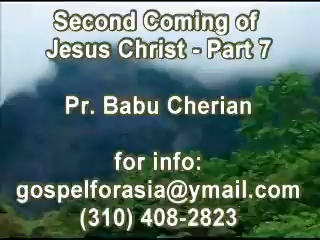 Second Coming of
Jesus Christ - Part 7
Pr. Babu Cherian
for info:
gospelforasia@ymail.com
(310) 408-2823